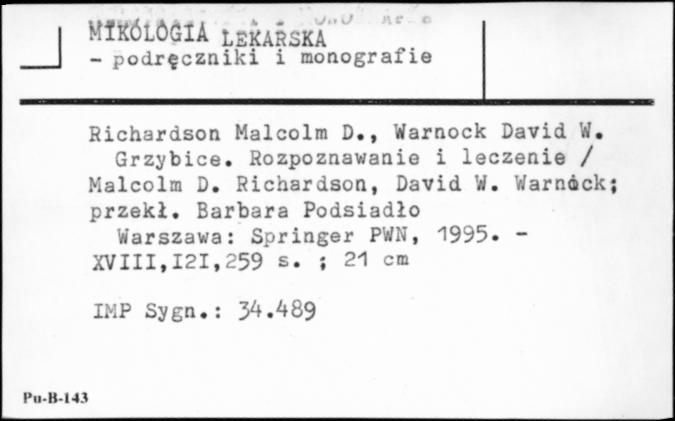 MIKOLOGIA LEKARSKA
- podręczniki i monografie
Richardson Malcolm D., Warnock David W.
Grzybice. Rozpoznawanie i leczenie /
Malcolm D. Richardson, David W. Warnock;
przekł. Barbara Podsiadło
Warszawa: Springer PWN, 1995. -
XVIII,I2I,259 s. ; 21 cm
IMP Sygn.: 34.489
Pu-B-143